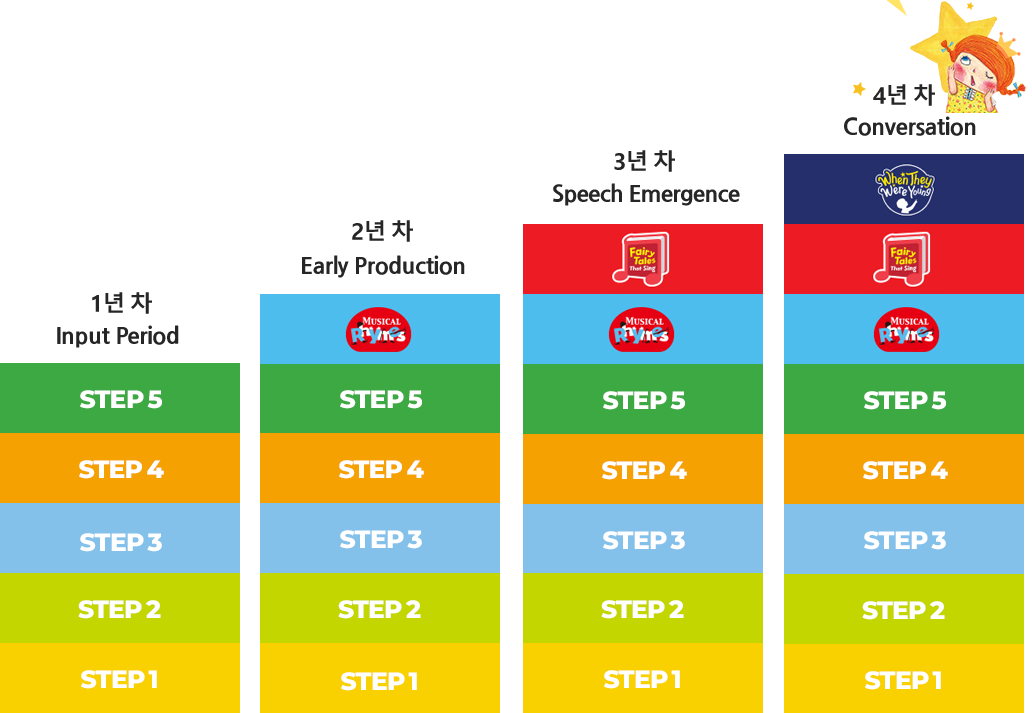 1년 차
Input Period
STEP 5
STEP 4
STEP 3
STEP 2
STEP 1
2년 차
Early Production
MUSICAL
Rhymes
STEP 5
STEP 4
STEP 3
STEP 2
STEP 1
3년 차
Speech Emergence
Fairy
Tales
That Sing
MUSICAL
Rhymes
STEP 5
STEP 4
STEP 3
STEP 2
STEP 1
4년 차
Conversation
When They
Were Young
Fairy
Tales
That Sing
MUSICAL
Rhymes
STEP 5
STEP 4
STEP 3
STEP 2
STEP 1